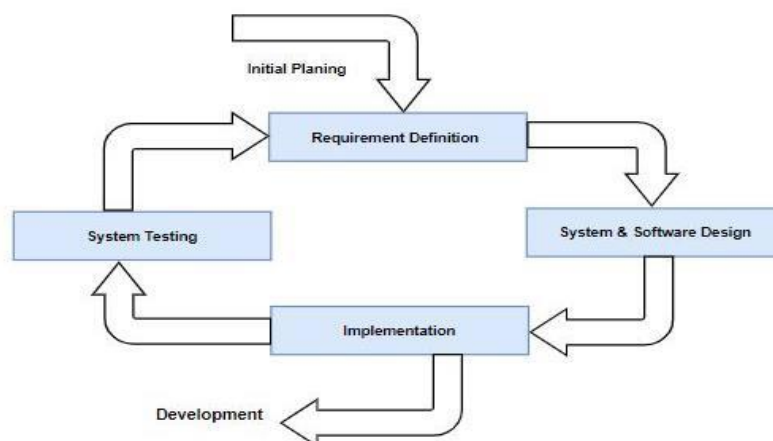 Initial Planing
Requirement Definition
System Testing
System & Software Design
Implementation
Development